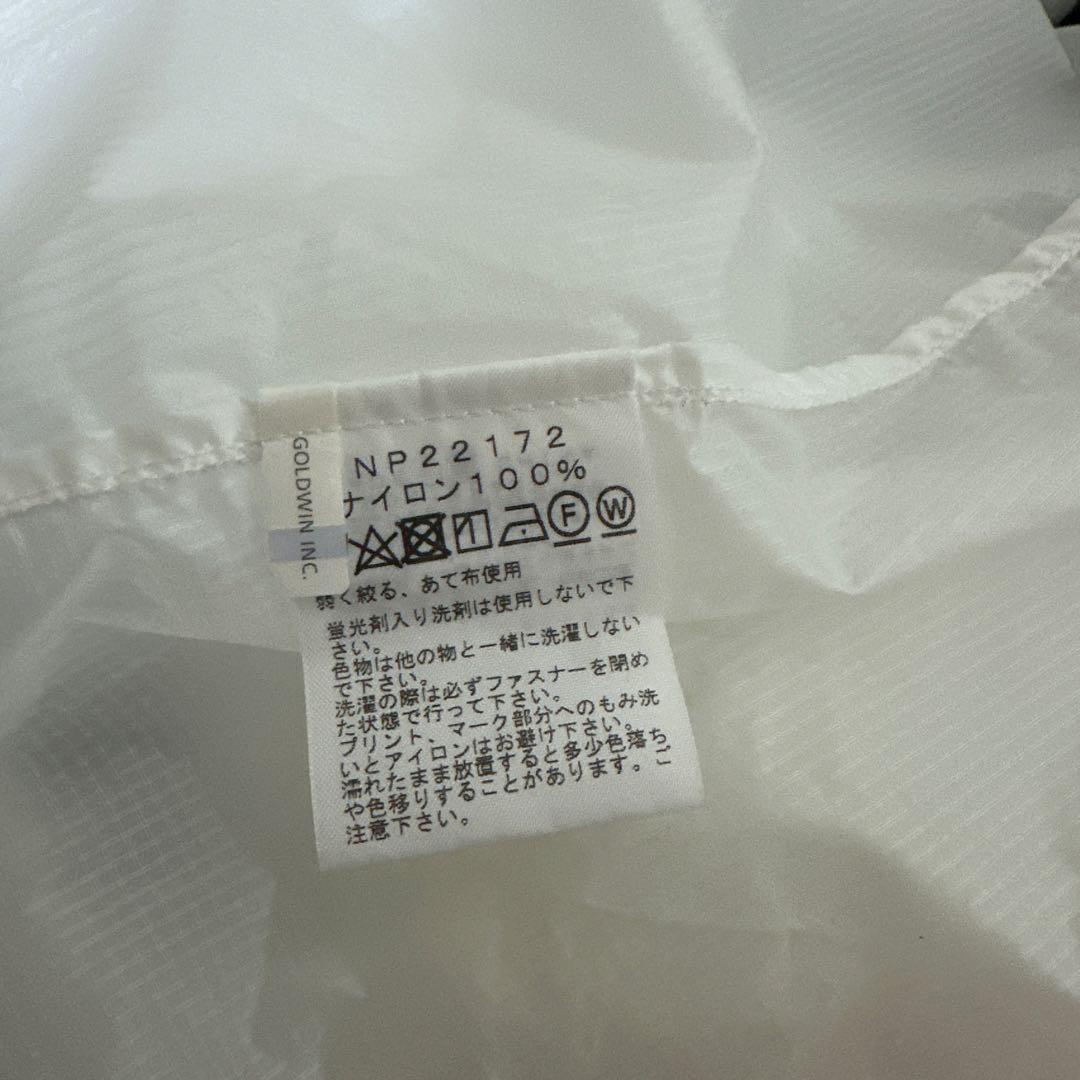 GOLDWIN INC.
NP22172
ナイロン100%
F W
弱く絞る、あて布使用
蛍光剤入り洗剤は使用しないで下
さい。
色物は他の物と一緒に洗濯しない
で下さい。
洗濯の際は必ずファスナーを閉め
た状態で行って下さい。
プリント、マーク部分へのもみ洗
いとアイロンはお避け下さい。
濡れたまま放置すると多少色落ち
や色移りすることがあります。ご
注意下さい。